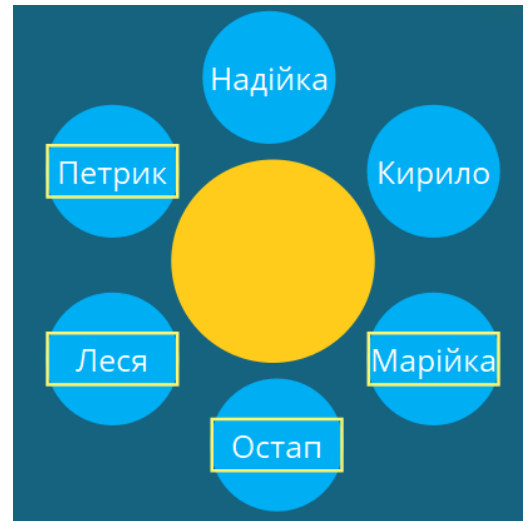 Надійка
Петрик
Кирило
Леся
Марійка
Остап